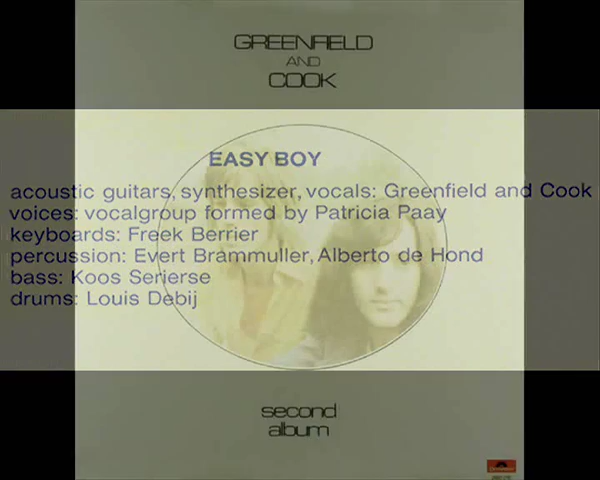 GREENFIELD
AND
COOK
EASY BOY
acoustic guitars, synthesizer, vocals: Greenfield and Cook
voices: vocalgroup formed by Patricia Paay
keyboards: Freek Berrier
percussion: Evert Brammuller, Alberto de Hond
bass: Koos Serierse
drums: Louis Debij
second
album